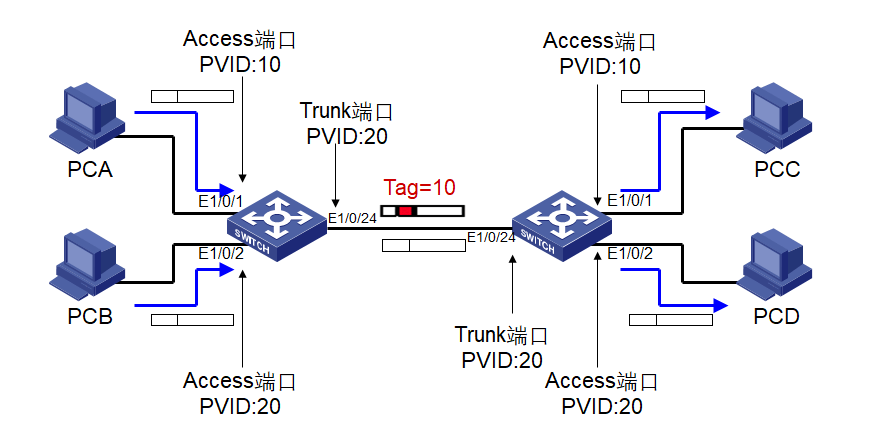 Access端口
PVID:10
Access端口
PVID:10
Trunk端口
PVID:20
PCA
Tag=10
PCC
E1/0/1
E1/0/1
E1/0/24
SWITCH
E1/0/24
SWITCH
E1/0/2
E1/0/2
PCB
PCD
Trunk端口
PVID:20
Access端口
PVID:20
Access端口
PVID:20